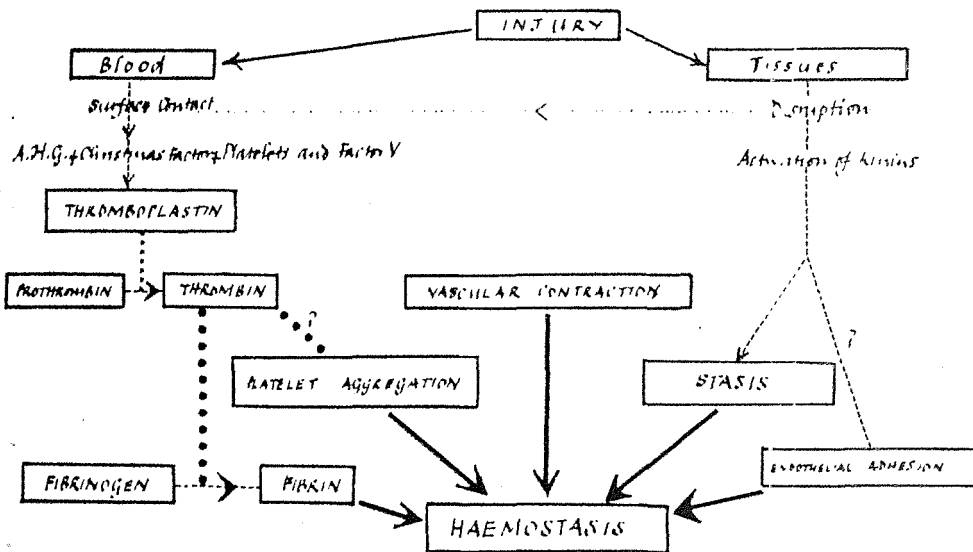 INJURY
Blood
Tissues
Surface Contact
Disruption
A.H.G. + Christmas Factor + Platelets and Factor V
Activation of kinins
THROMBOPLASTIN
PROTHROMBIN
THROMBIN
VASCULAR CONTRACTION
?
?
PLATELET AGGREGATION
STASIS
ENDOTHELIAL ADHESION
FIBRINOGEN
FIBRIN
HAEMOSTASIS